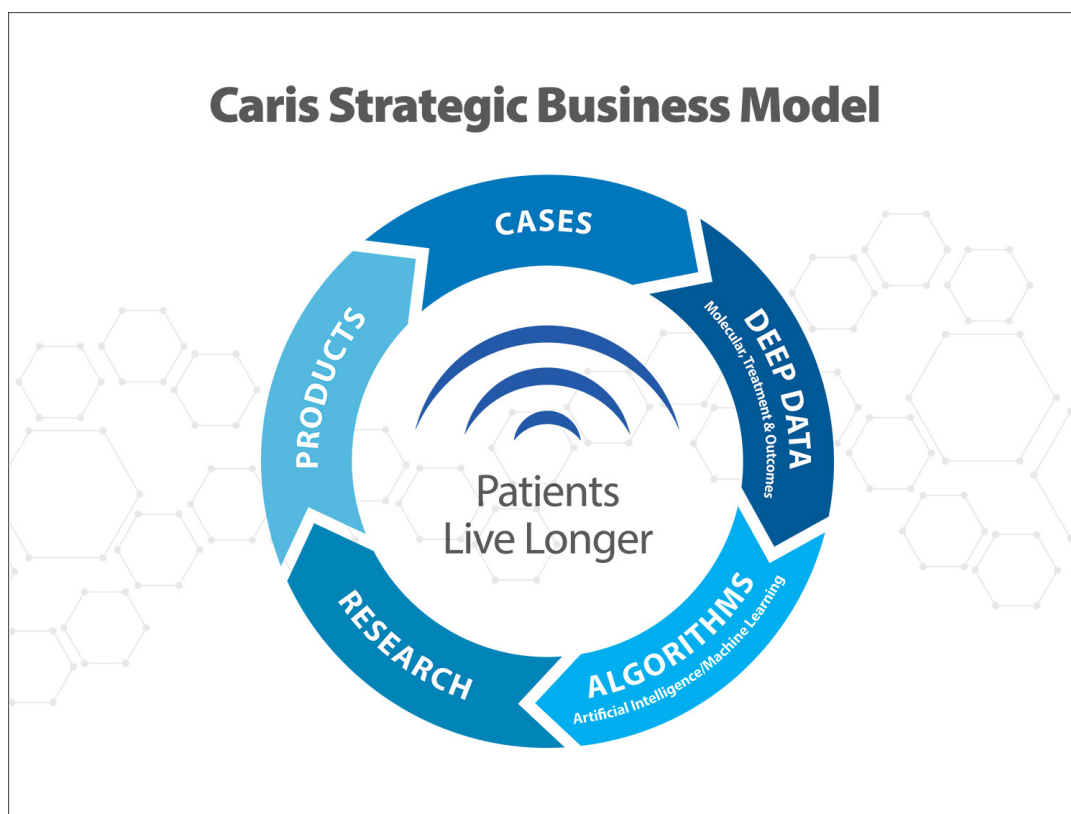 Caris Strategic Business Model
CASES
DEEP DATA
Molecular, Treatment & Outcomes
ALGORITHMS
Artificial Intelligence/Machine Learning
RESEARCH
PRODUCTS
Patients
Live Longer